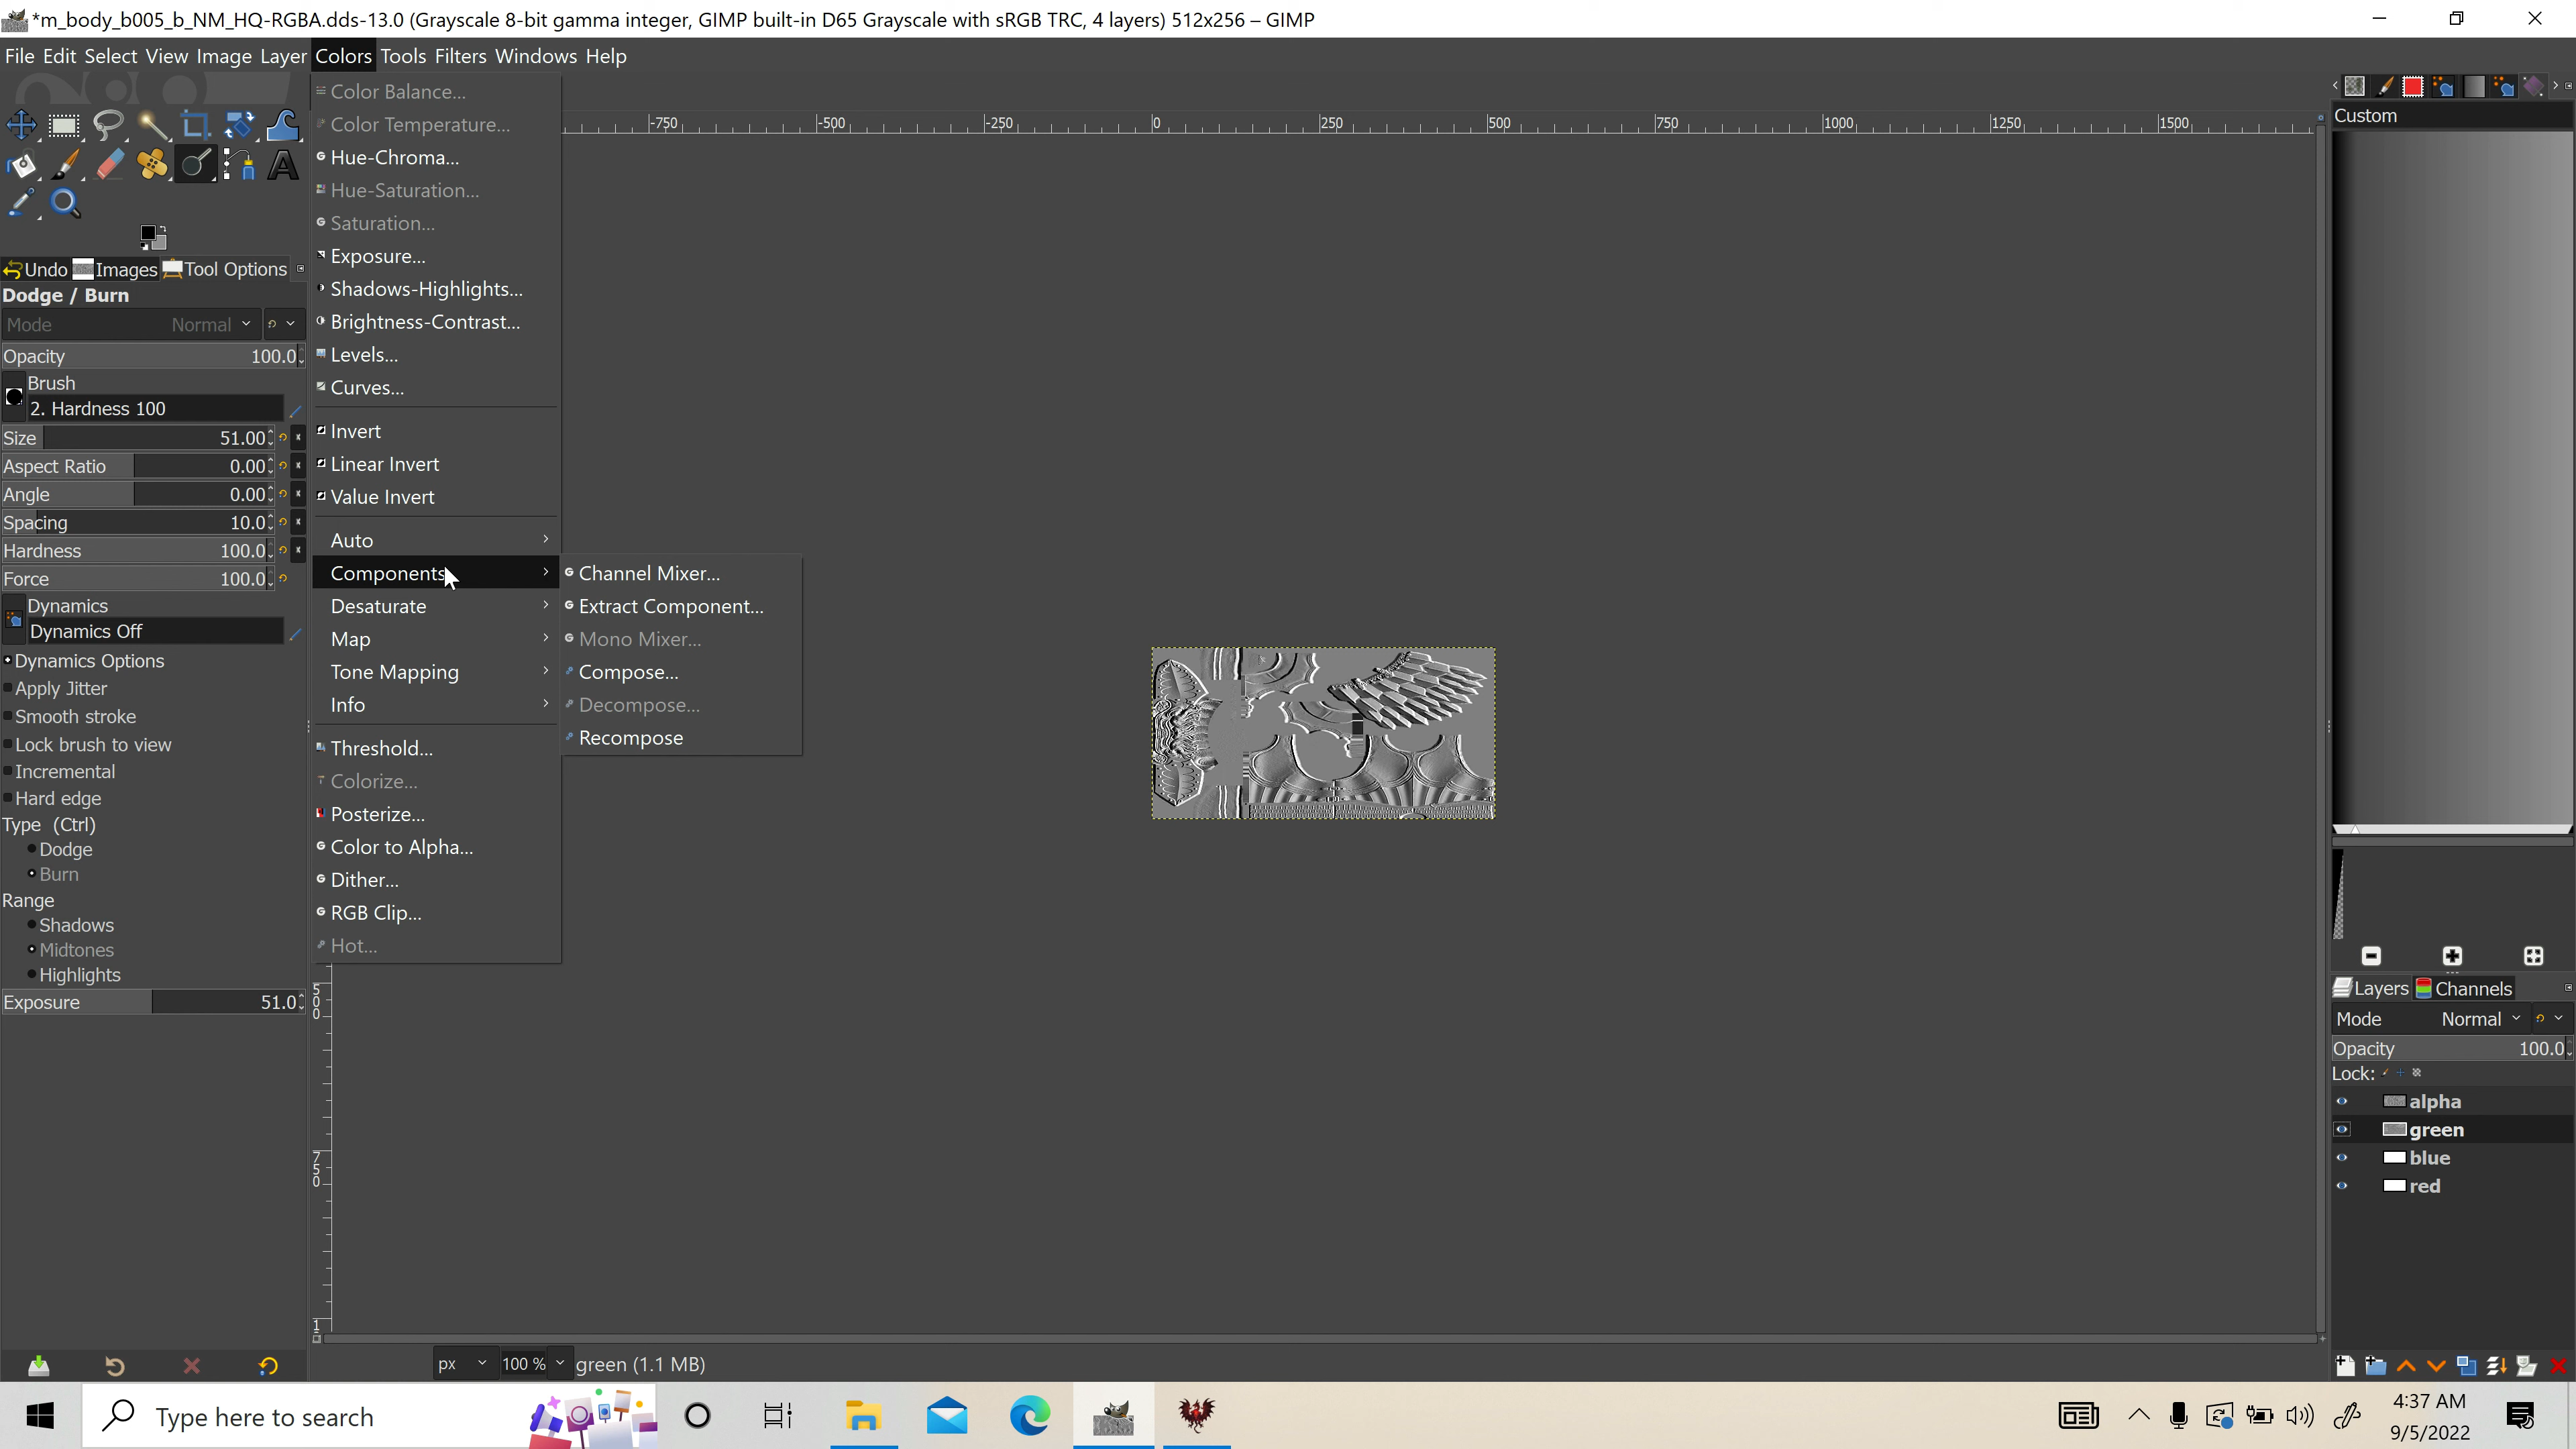 *m_body_b005_b_NM_HQ-RGBA.dds-13.0 (Grayscale 8-bit gamma integer, GIMP built-in D65 Grayscale with sRGB TRC, 4 layers) 512x256 – GIMP
File Edit Select View Image Layer Colors Tools Filters Windows Help
Color Balance...
Color Temperature...
Hue-Chroma...
Hue-Saturation...
Saturation...
Exposure...
Shadows-Highlights...
Brightness-Contrast...
Levels...
Curves...
Invert
Linear Invert
Value Invert
Auto
Components
Desaturate
Map
Tone Mapping
Info
Threshold...
Colorize...
Posterize...
Color to Alpha...
Dither...
RGB Clip...
Hot...
Channel Mixer...
Extract Component...
Mono Mixer...
Compose...
Decompose...
Recompose
-750 -500 -250 0 250 500 750 1000 1250 1500
Undo Images Tool Options
Dodge / Burn
Mode Normal
Opacity 100.0
Brush
2. Hardness 100
Size 51.00
Aspect Ratio 0.00
Angle 0.00
Spacing 10.0
Hardness 100.0
Force 100.0
Dynamics
Dynamics Off
Dynamics Options
Apply Jitter
Smooth stroke
Lock brush to view
Incremental
Hard edge
Type (Ctrl)
Dodge
Burn
Range
Shadows
Midtones
Highlights
Exposure 51.0
500
750
1
px 100 % green (1.1 MB)
Custom
Layers Channels
Mode Normal
Opacity 100.0
Lock:
alpha
green
blue
red
Type here to search
4:37 AM
9/5/2022